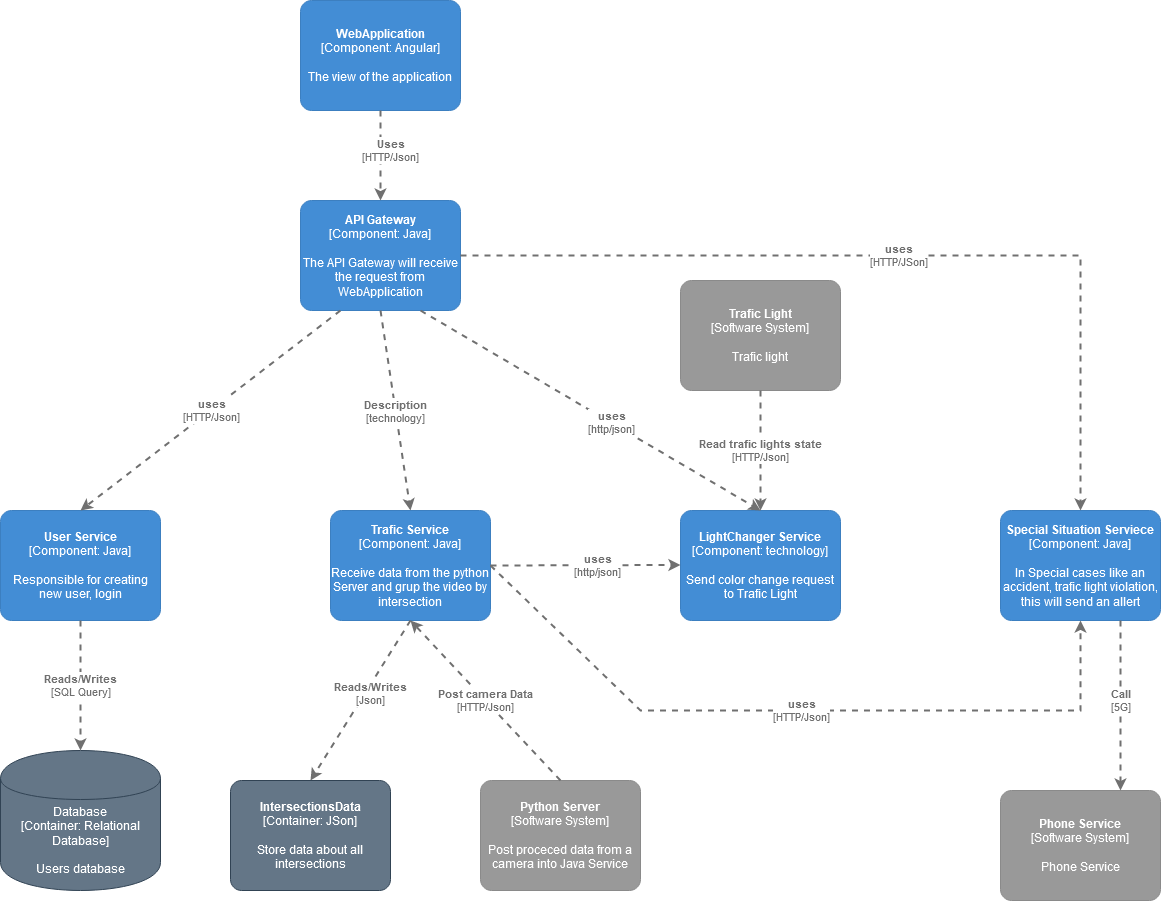 WebApplication
[Component: Angular]
The view of the application
Uses
[HTTP/Json]
API Gateway
[Component: Java]
The API Gateway will receive
the request from
WebApplication
uses
[HTTP/JSon]
Trafic Light
[Software System]
Trafic light
uses
[HTTP/Json]
Description
[technology]
uses
[http/json]
Read trafic lights state
[HTTP/Json]
User Service
[Component: Java]
Responsible for creating
new user, login
Trafic Service
[Component: Java]
Receive data from the python
Server and grup the video by
intersection
uses
[http/json]
LightChanger Service
[Component: technology]
Send color change request
to Trafic Light
Special Situation Serviece
[Component: Java]
In Special cases like an
accident, trafic light violation,
this will send an allert
Reads/Writes
[SQL Query]
Reads/Writes
[Json]
Post camera Data
[HTTP/Json]
uses
[HTTP/Json]
Call
[5G]
Database
[Container: Relational
Database]
Users database
IntersectionsData
[Container: JSon]
Store data about all
intersections
Python Server
[Software System]
Post proceced data from a
camera into Java Service
Phone Service
[Software System]
Phone Service